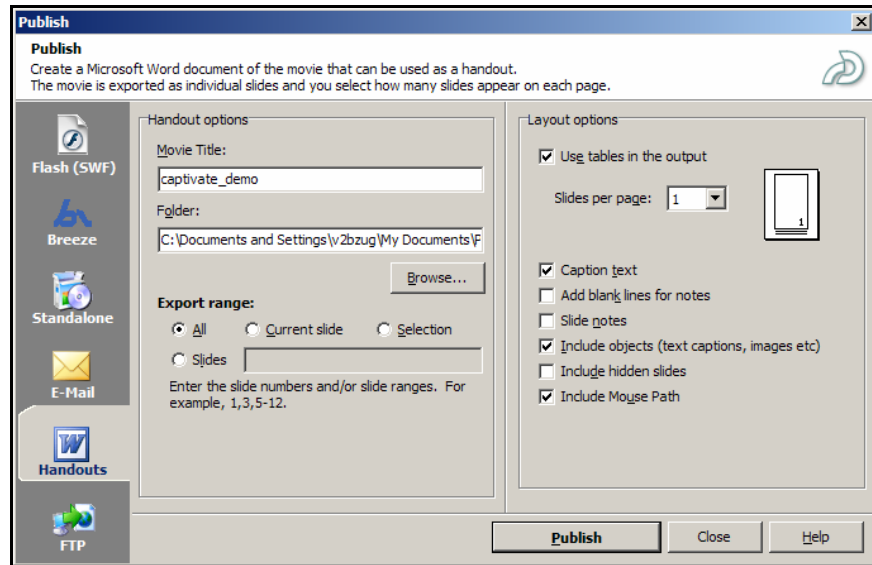 Publish
Publish
Create a Microsoft Word document of the movie that can be used as a handout.
The movie is exported as individual slides and you select how many slides appear on each page.
Flash (SWF)
Breeze
Standalone
E-Mail
Handouts
FTP
Handout options
Movie Title:
captivate_demo
Folder:
C:\Documents and Settings\v2bzug\My Documents\F
Browse...
Export range:
All Current slide Selection
Slides
Enter the slide numbers and/or slide ranges. For
example, 1,3,5-12.
Layout options
Use tables in the output
Slides per page: 1
1
Caption text
Add blank lines for notes
Slide notes
Include objects (text captions, images etc)
Include hidden slides
Include Mouse Path
Publish Close Help